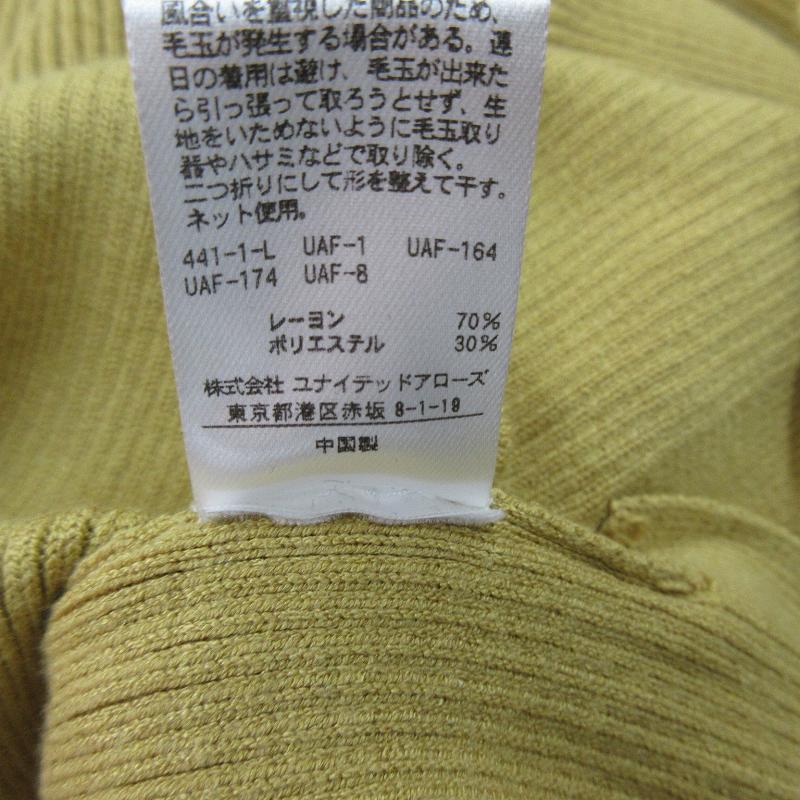 風合いを重視した商品のため、
毛玉が発生する場合がある。連
日の着用は避け、毛玉が出来た
ら引っ張って取ろうとせず、生
地をいためないように毛玉取り
器やハサミなどで取り除く。
二つ折りにして形を整えて干す。
ネット使用。
441-1-L UAF-1 UAF-164
UAF-174 UAF-8
レーヨン 70%
ポリエステル 30%
株式会社 ユナイテッドアローズ
東京都港区赤坂 8-1-19
中国製